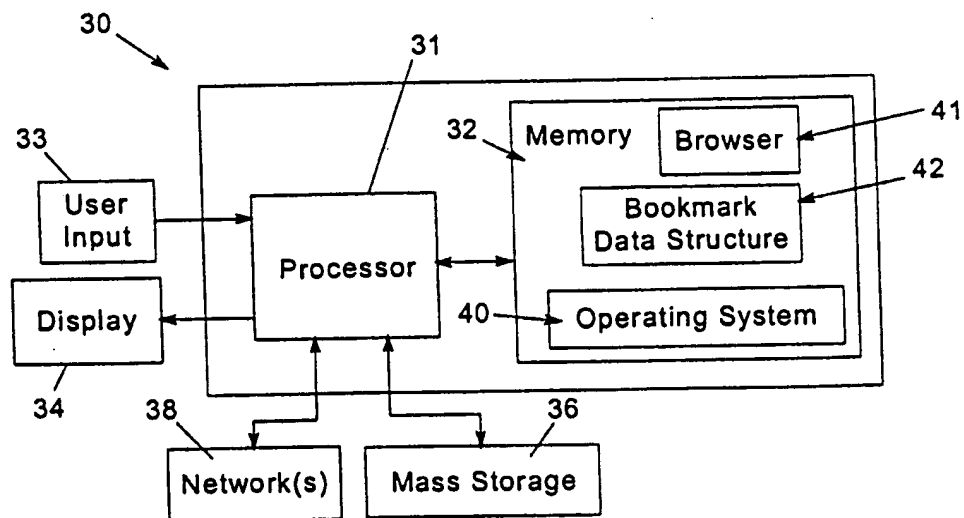 30
31
33
User
Input
Processor
32
Memory
Browser
41
42
Bookmark
Data Structure
Display
34
40
Operating System
38
36
Network(s)
Mass Storage